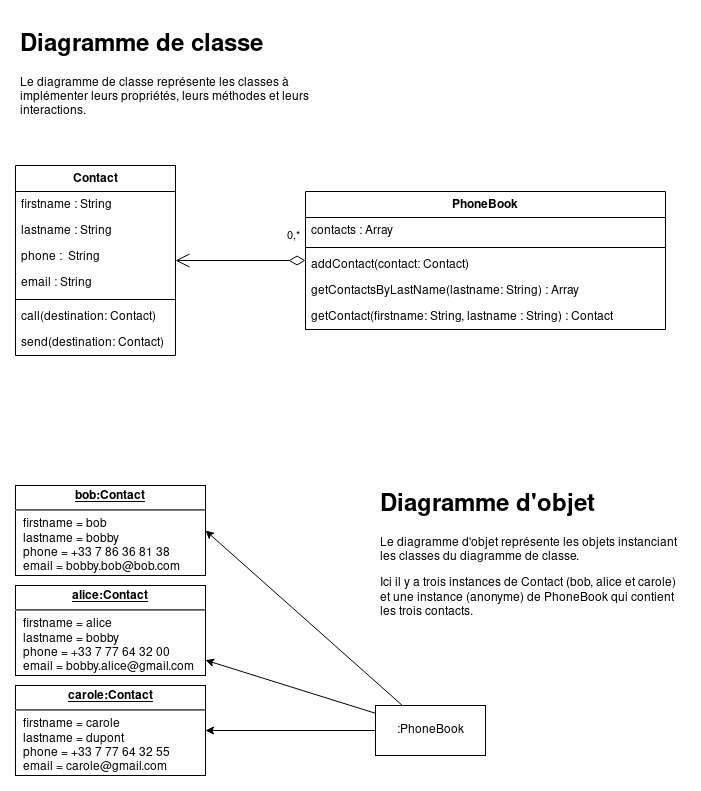 Diagramme de classe
Le diagramme de classe représente les classes à
implémenter leurs propriétés, leurs méthodes et leurs
interactions.
Contact
firstname : String
lastname : String
phone :  String
email : String
call(destination: Contact)
send(destination: Contact)
0,*
PhoneBook
contacts : Array
addContact(contact: Contact)
getContactsByLastName(lastname: String) : Array
getContact(firstname: String, lastname : String) : Contact
bob:Contact
firstname = bob
lastname = bobby
phone = +33 7 86 36 81 38
email = bobby.bob@bob.com
alice:Contact
firstname = alice
lastname = bobby
phone = +33 7 77 64 32 00
email = bobby.alice@gmail.com
carole:Contact
firstname = carole
lastname = dupont
phone = +33 7 77 64 32 55
email = carole@gmail.com
Diagramme d'objet
Le diagramme d'objet représente les objets instanciant
les classes du diagramme de classe.
Ici il y a trois instances de Contact (bob, alice et carole)
et une instance (anonyme) de PhoneBook qui contient
les trois contacts.
:PhoneBook